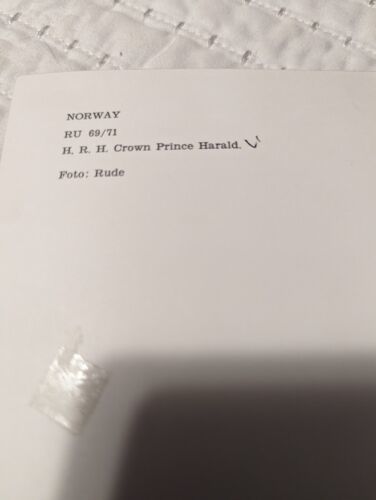 NORWAY
RU 69/71
H. R. H. Crown Prince Harald.
Foto: Rude